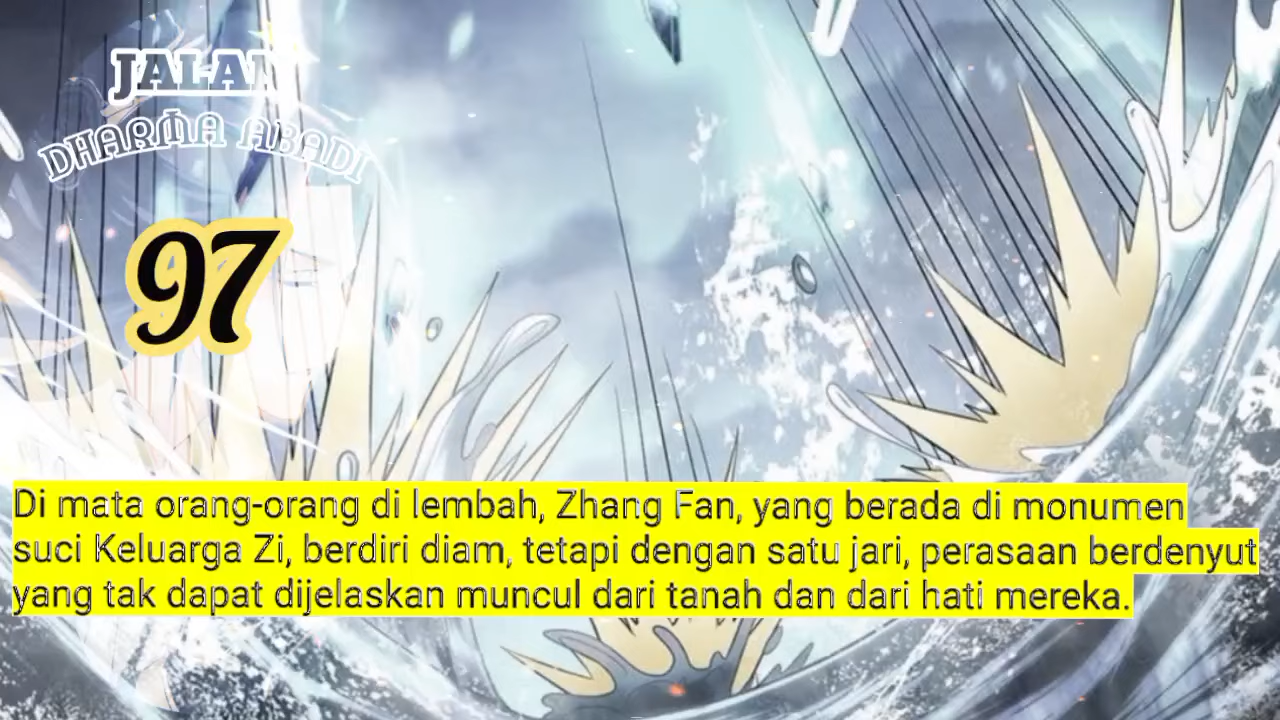 JALAN
DHARMA ABADI
97
Di mata orang-orang di lembah, Zhang Fan, yang berada di monumen
suci Keluarga Zi, berdiri diam, tetapi dengan satu jari, perasaan berdenyut
yang tak dapat dijelaskan muncul dari tanah dan dari hati mereka.